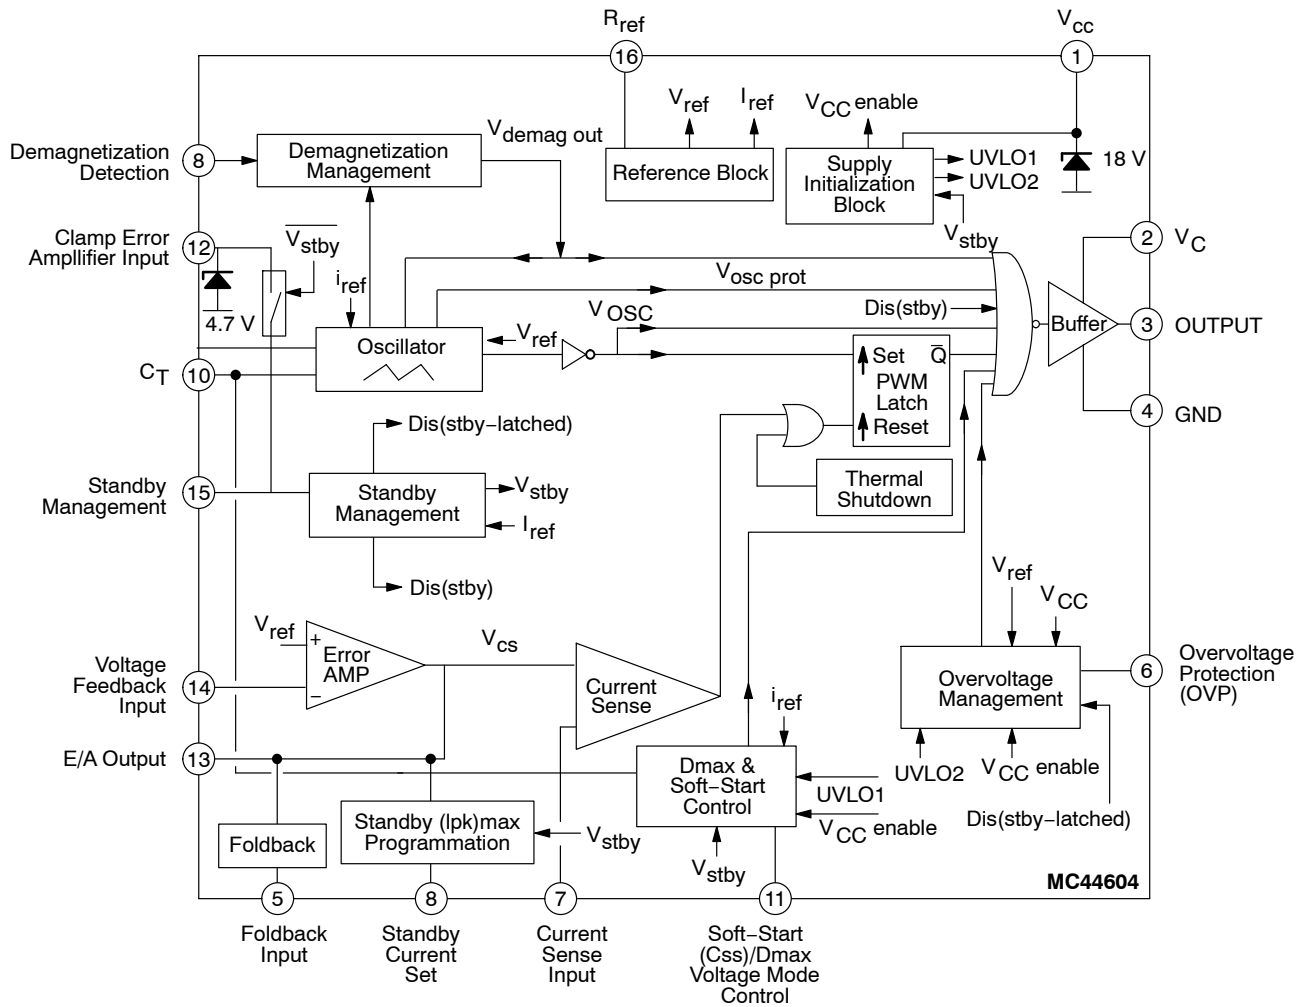 Rref
Vcc
16
1
Vref
Iref
VCC enable
Vdemag out
Demagnetization
Detection
8
Demagnetization
Management
Reference Block
Supply
Initialization
Block
UVLO1
UVLO2
18 V
Vstby
Clamp Error
Ampllifier Input
12
Vstby
4.7 V
iref
2
VC
Vosc prot
VOSC
Dis(stby)
Vref
Oscillator
Buffer
3
OUTPUT
CT
10
Set
Q
PWM
Latch
Reset
4
GND
Dis(stby–latched)
Thermal
Shutdown
Standby
Management
15
Standby
Management
Vstby
Iref
Dis(stby)
Vref
VCC
Vref
+
Error
AMP
–
Vcs
Voltage
Feedback
Input
14
Current
Sense
Overvoltage
Management
6
Overvoltage
Protection
(OVP)
iref
E/A Output
13
Dmax &
Soft–Start
Control
UVLO1
VCC enable
UVLO2
VCC enable
Dis(stby–latched)
Foldback
Standby (Ipk)max
Programmation
Vstby
Vstby
MC44604
5
8
7
11
Foldback
Input
Standby
Current
Set
Current
Sense
Input
Soft–Start
(Css)/Dmax
Voltage Mode
Control